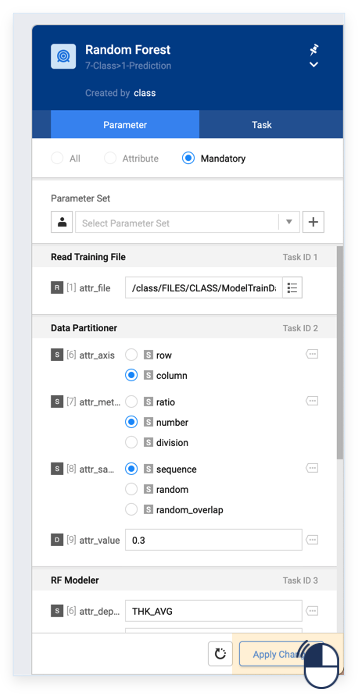 Random Forest
7-Class>1-Prediction
Created by class
Parameter Task
All Attribute Mandatory
Parameter Set
Select Parameter Set
Read Training File Task ID 1
A [1] attr_file /class/FILES/CLASS/ModelTrainDa
Data Partitioner Task ID 2
S [6] attr_axis S row
S column
S [7] attr_met... S ratio
S number
S division
S [8] attr_sa... S sequence
S random
S random_overlap
D [9] attr_value 0.3
RF Modeler Task ID 3
S [6] attr_dep... THK_AVG
Apply